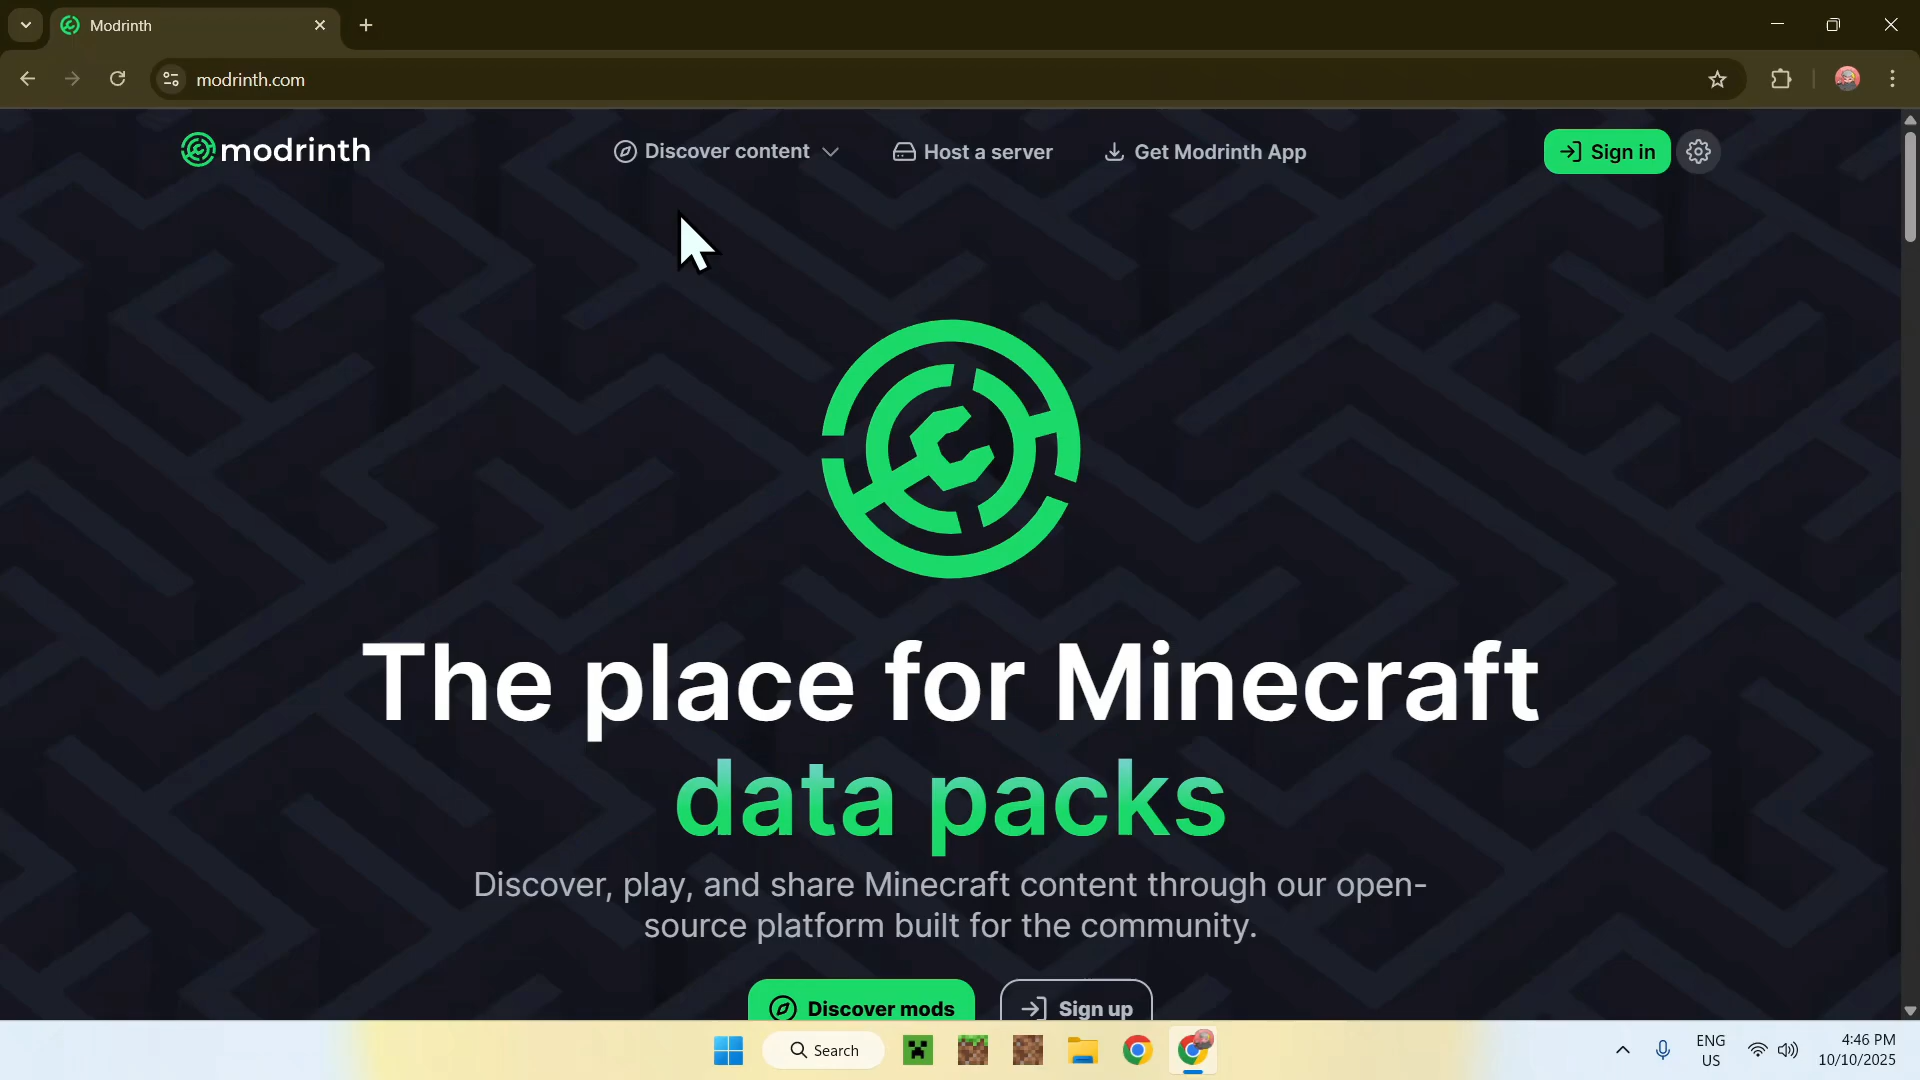 Modrinth
modrinth.com
modrinth
Discover content
Host a server
Get Modrinth App
Sign in
The place for Minecraft
data packs
Discover, play, and share Minecraft content through our open-
source platform built for the community.
Discover mods
Sign up
Search
ENG
US
4:46 PM
10/10/2025